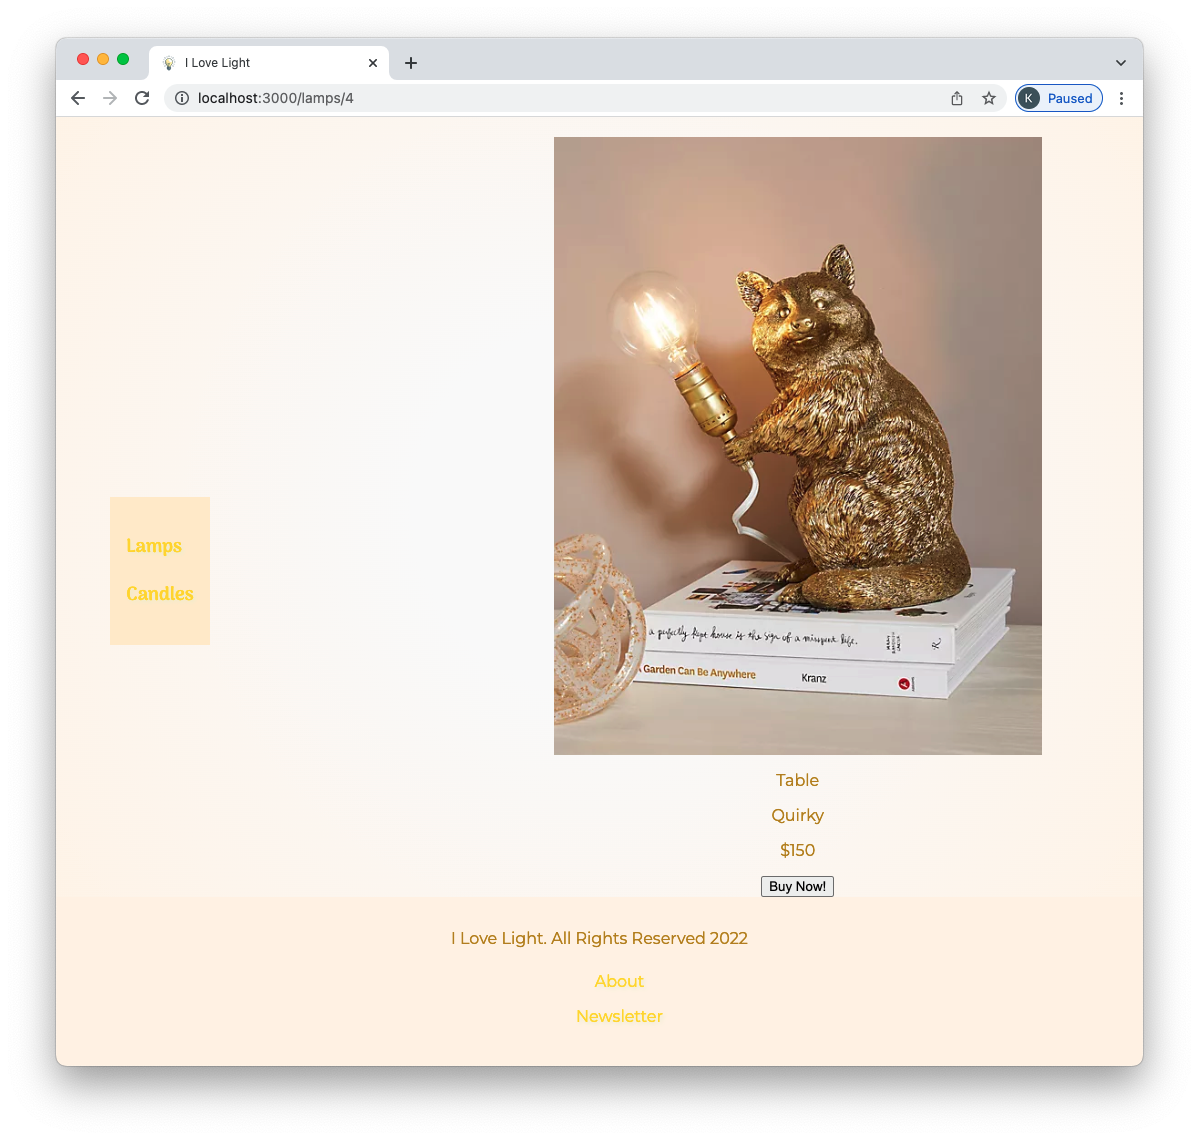 I Love Light
localhost:3000/lamps/4
K
Paused
Lamps
Candles
a perfectly kept house is the sign of a misspent life.
R.
Garden Can Be Anywhere
Kranz
Table
Quirky
$150
Buy Now!
I Love Light. All Rights Reserved 2022
About
Newsletter